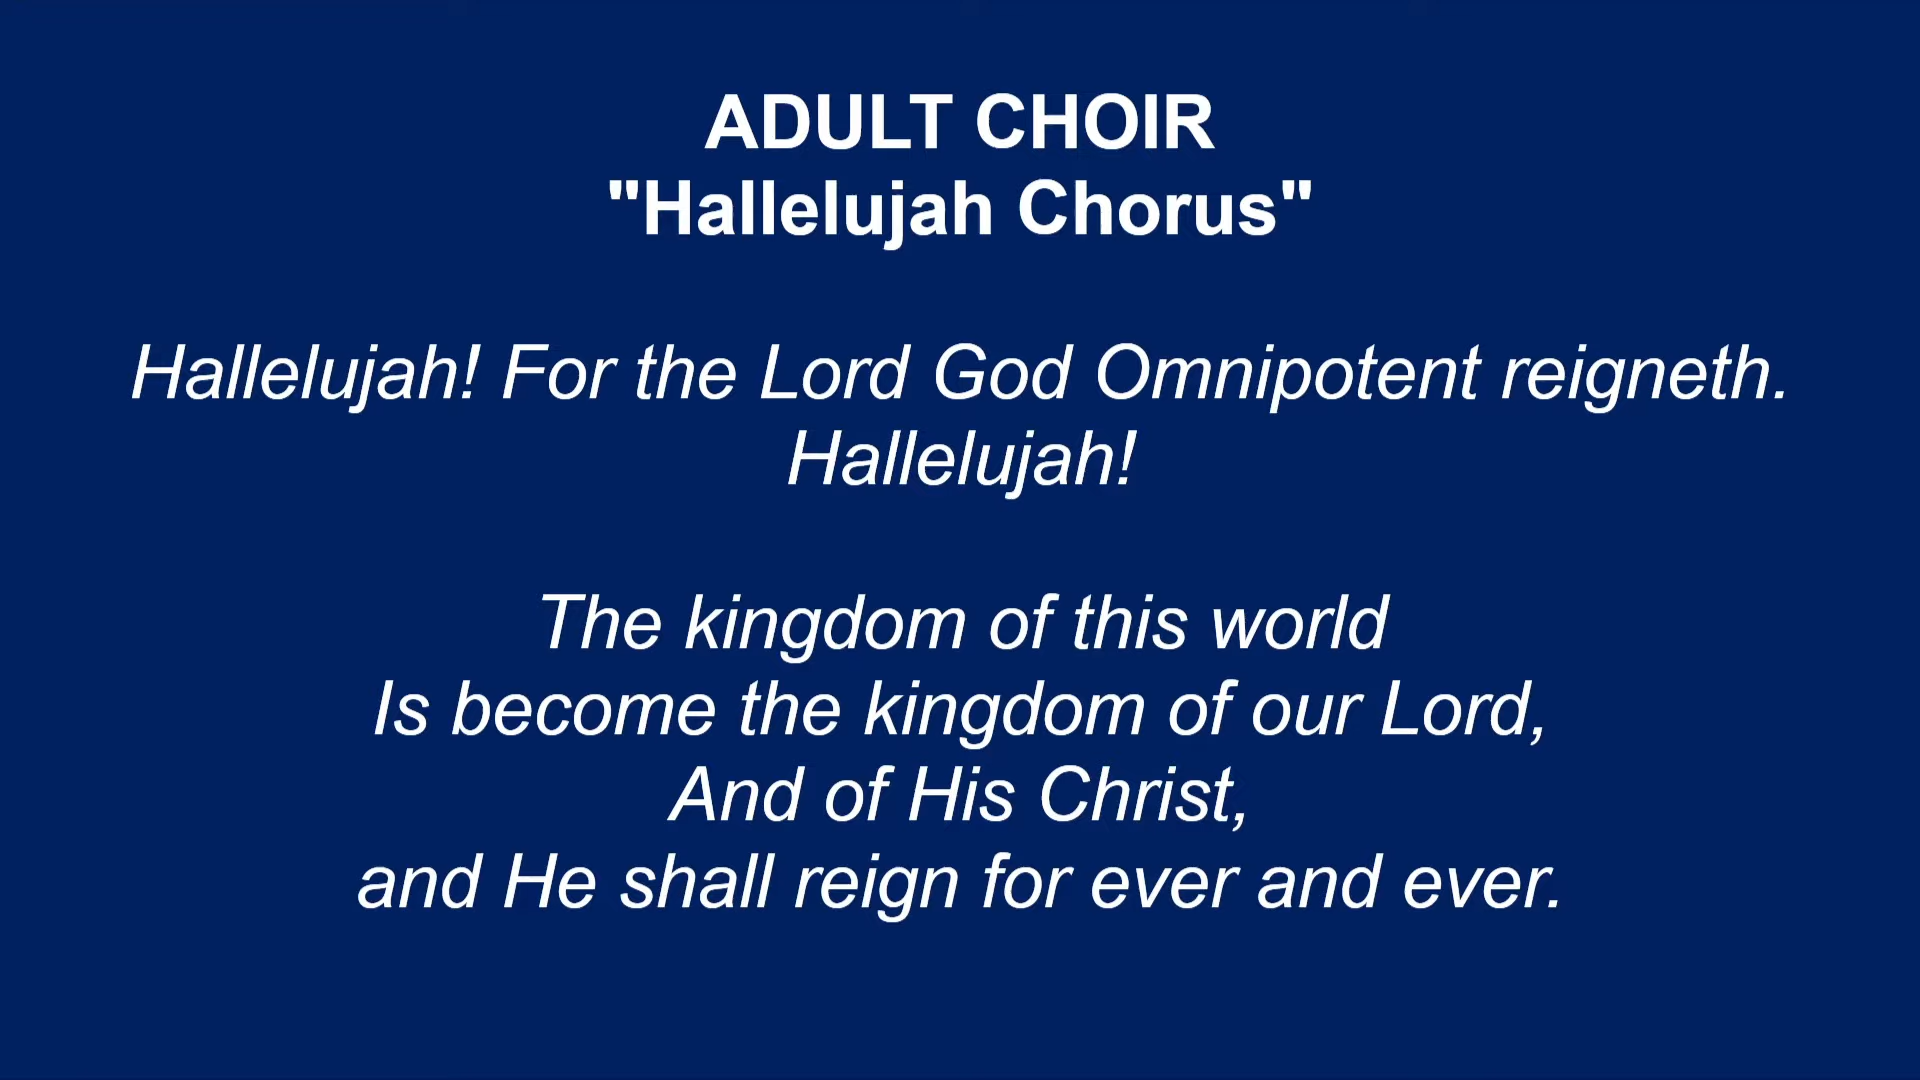 ADULT CHOIR
"Hallelujah Chorus"
Hallelujah! For the Lord God Omnipotent reigneth.
Hallelujah!
The kingdom of this world
Is become the kingdom of our Lord,
And of His Christ,
and He shall reign for ever and ever.